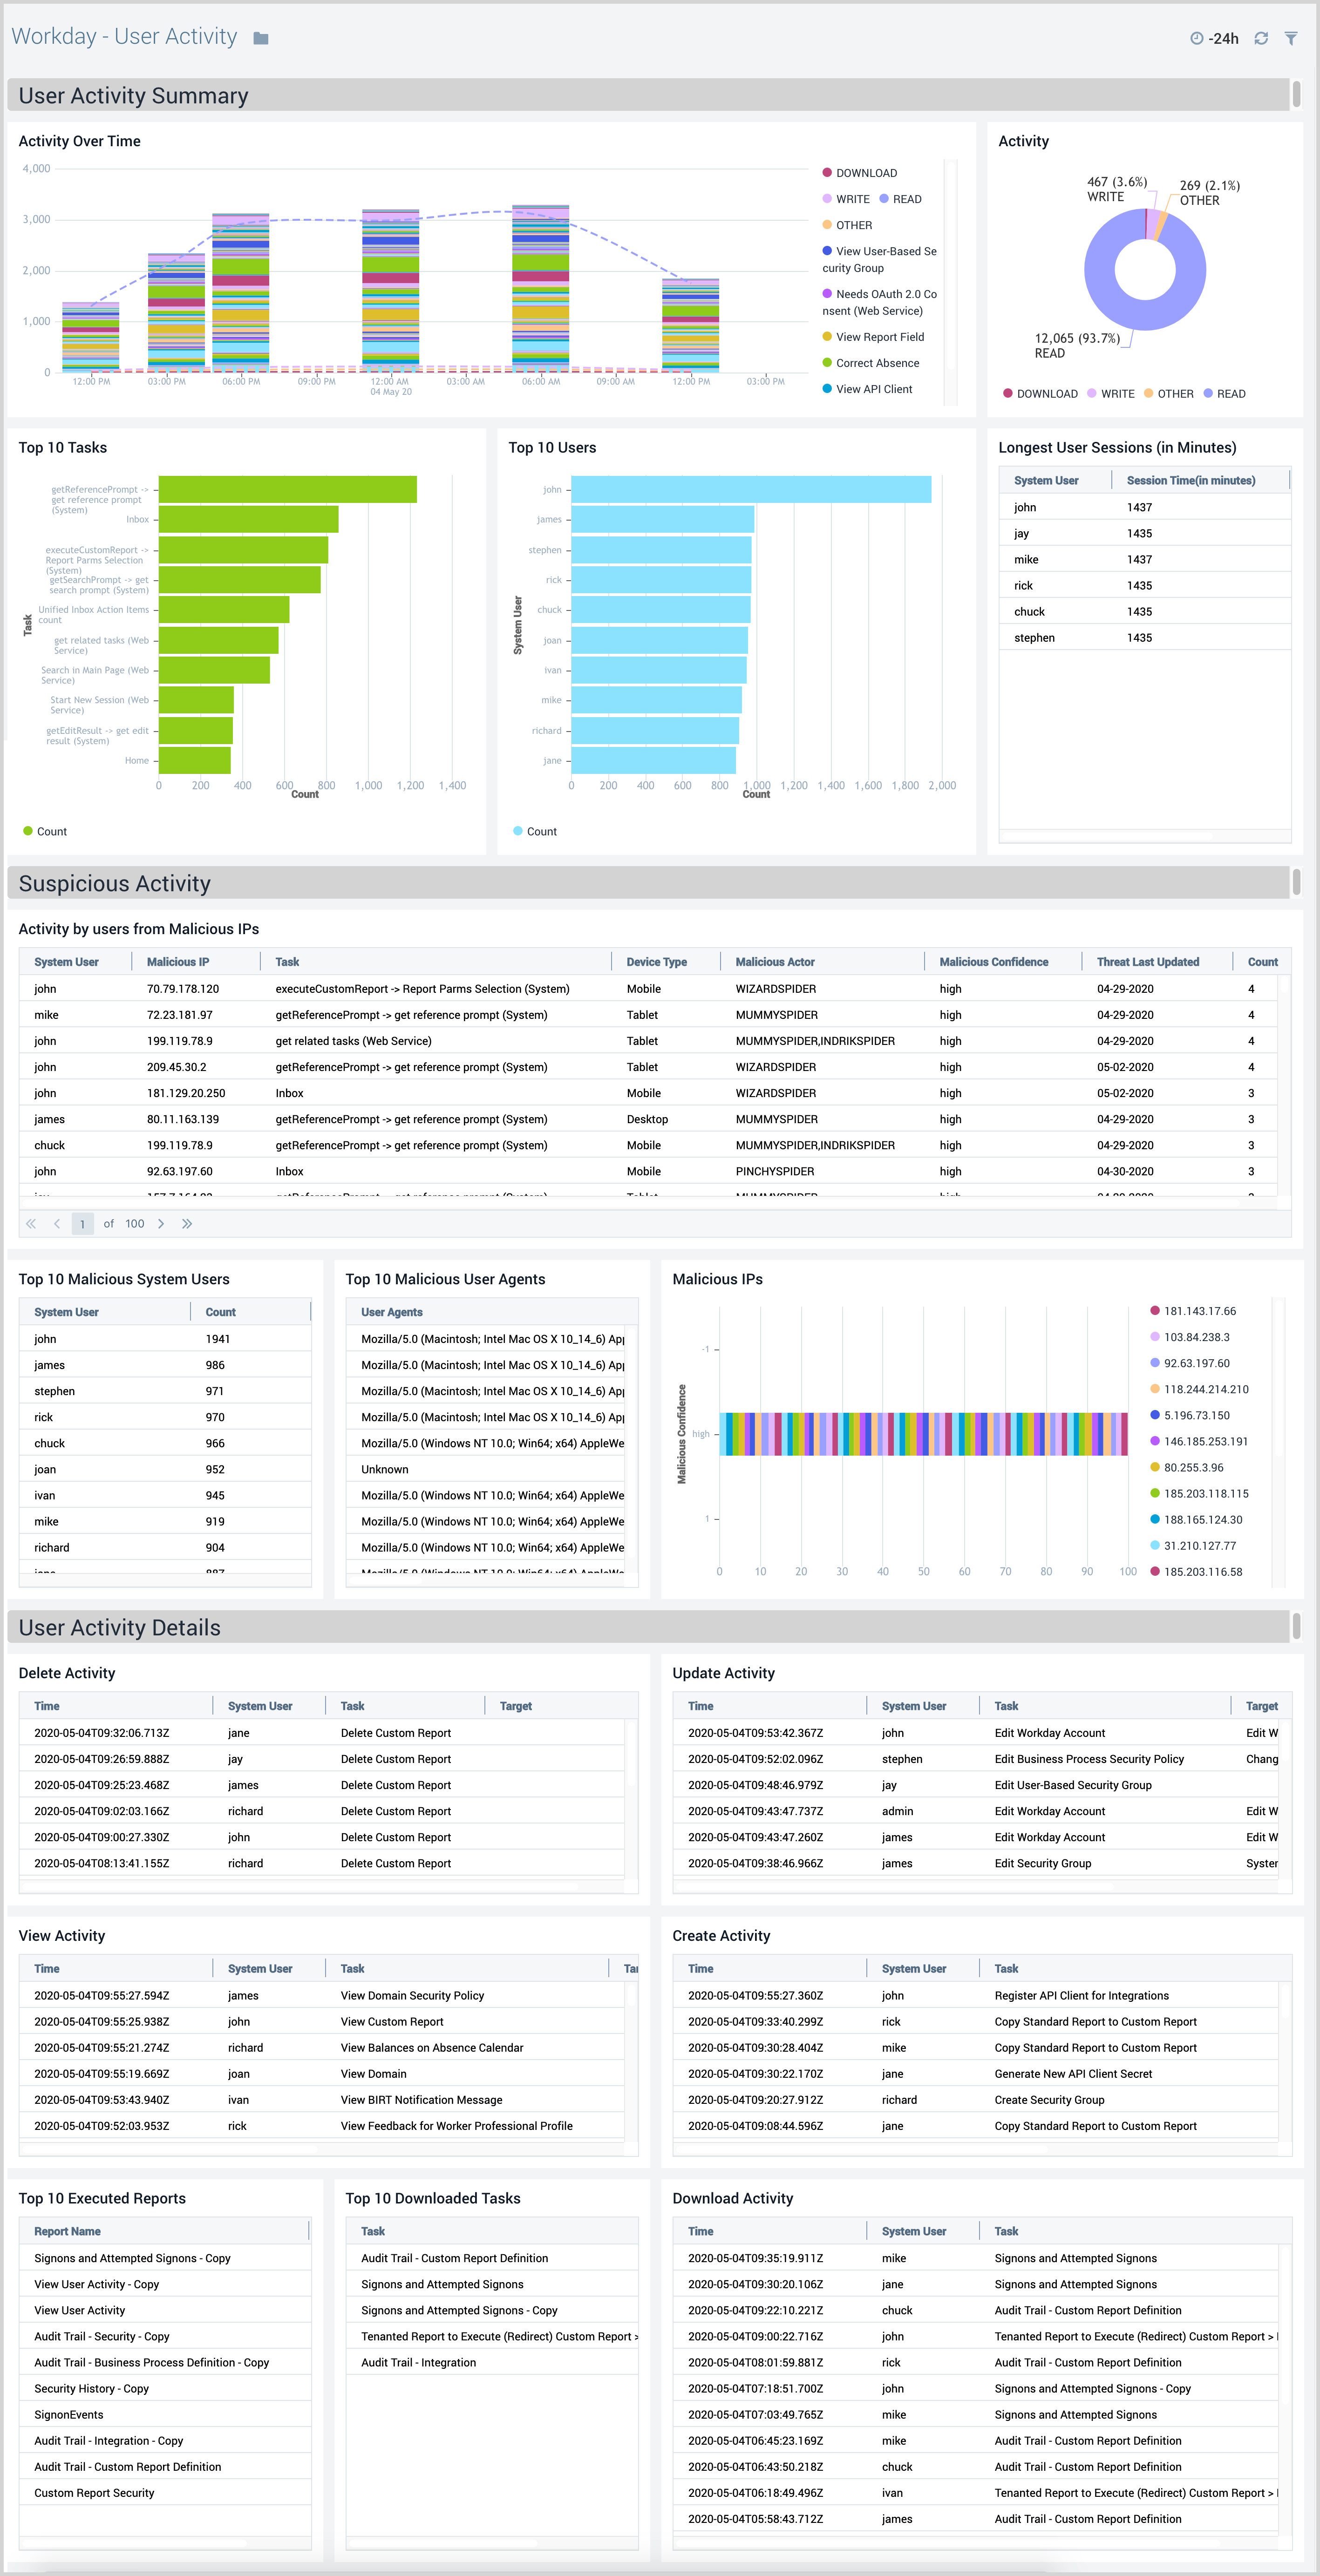 Workday - User Activity
-24h
User Activity Summary
Activity Over Time
4,000
3,000
2,000
1,000
0
12:00 PM
03:00 PM
06:00 PM
09:00 PM
12:00 AM
04 May 20
03:00 AM
06:00 AM
09:00 AM
12:00 PM
03:00 PM
DOWNLOAD
WRITE READ
OTHER
View User-Based Se
curity Group
Needs OAuth 2.0 Co
nsent (Web Service)
View Report Field
Correct Absence
View API Client
Activity
467 (3.6%)
WRITE
269 (2.1%)
OTHER
12,065 (93.7%)
READ
DOWNLOAD WRITE OTHER READ
Top 10 Tasks
Task
getReferencePrompt ->
get reference prompt
(System)
Inbox
executeCustomReport ->
Report Parms Selection
(System)
getSearchPrompt -> get
search prompt (System)
Unified Inbox Action Items
count
get related tasks (Web
Service)
Search in Main Page (Web
Service)
Start New Session (Web
Service)
getEditResult -> get edit
result (System)
Home
0 200 400 600 800 1,000 1,200 1,400
Count
Count
Top 10 Users
System User
john
james
stephen
rick
chuck
joan
ivan
mike
richard
jane
0 200 400 600 800 1,000 1,200 1,400 1,600 1,800 2,000
Count
Count
Longest User Sessions (in Minutes)
System User Session Time(in minutes)
john 1437
jay 1435
mike 1437
rick 1435
chuck 1435
stephen 1435
Suspicious Activity
Activity by users from Malicious IPs
System User Malicious IP Task Device Type Malicious Actor Malicious Confidence Threat Last Updated Count
john 70.79.178.120 executeCustomReport -> Report Parms Selection (System) Mobile WIZARDSPIDER high 04-29-2020 4
mike 72.23.181.97 getReferencePrompt -> get reference prompt (System) Tablet MUMMYSPIDER high 04-29-2020 4
john 199.119.78.9 get related tasks (Web Service) Tablet MUMMYSPIDER,INDRIKSPIDER high 04-29-2020 4
john 209.45.30.2 getReferencePrompt -> get reference prompt (System) Tablet WIZARDSPIDER high 05-02-2020 4
john 181.129.20.250 Inbox Mobile WIZARDSPIDER high 05-02-2020 3
james 80.11.163.139 getReferencePrompt -> get reference prompt (System) Desktop MUMMYSPIDER high 04-29-2020 3
chuck 199.119.78.9 getReferencePrompt -> get reference prompt (System) Mobile MUMMYSPIDER,INDRIKSPIDER high 04-29-2020 3
john 92.63.197.60 Inbox Mobile PINCHYSPIDER high 04-30-2020 3
1 of 100
Top 10 Malicious System Users
System User Count
john 1941
james 986
stephen 971
rick 970
chuck 966
joan 952
ivan 945
mike 919
richard 904
Top 10 Malicious User Agents
User Agents
Mozilla/5.0 (Macintosh; Intel Mac OS X 10_14_6) App
Mozilla/5.0 (Macintosh; Intel Mac OS X 10_14_6) App
Mozilla/5.0 (Macintosh; Intel Mac OS X 10_14_6) App
Mozilla/5.0 (Macintosh; Intel Mac OS X 10_14_6) App
Mozilla/5.0 (Windows NT 10.0; Win64; x64) AppleWe
Unknown
Mozilla/5.0 (Windows NT 10.0; Win64; x64) AppleWe
Mozilla/5.0 (Windows NT 10.0; Win64; x64) AppleWe
Mozilla/5.0 (Windows NT 10.0; Win64; x64) AppleWe
Malicious IPs
Malicious Confidence
-1
high
1
0 10 20 30 40 50 60 70 80 90 100
181.143.17.66
103.84.238.3
92.63.197.60
118.244.214.210
5.196.73.150
146.185.253.191
80.255.3.96
185.203.118.115
188.165.124.30
31.210.127.77
185.203.116.58
User Activity Details
Delete Activity
Time System User Task Target
2020-05-04T09:32:06.713Z jane Delete Custom Report
2020-05-04T09:26:59.888Z jay Delete Custom Report
2020-05-04T09:25:23.468Z james Delete Custom Report
2020-05-04T09:02:03.166Z richard Delete Custom Report
2020-05-04T09:00:27.330Z john Delete Custom Report
2020-05-04T08:13:41.155Z richard Delete Custom Report
Update Activity
Time System User Task Target
2020-05-04T09:53:42.367Z john Edit Workday Account Edit W
2020-05-04T09:52:02.096Z stephen Edit Business Process Security Policy Chang
2020-05-04T09:48:46.979Z jay Edit User-Based Security Group
2020-05-04T09:43:47.737Z admin Edit Workday Account Edit W
2020-05-04T09:43:47.260Z james Edit Workday Account Edit W
2020-05-04T09:38:46.966Z james Edit Security Group System
View Activity
Time System User Task Tar
2020-05-04T09:55:27.594Z james View Domain Security Policy
2020-05-04T09:55:25.938Z john View Custom Report
2020-05-04T09:55:21.274Z richard View Balances on Absence Calendar
2020-05-04T09:55:19.669Z joan View Domain
2020-05-04T09:53:43.940Z ivan View BIRT Notification Message
2020-05-04T09:52:03.953Z rick View Feedback for Worker Professional Profile
Create Activity
Time System User Task
2020-05-04T09:55:27.360Z john Register API Client for Integrations
2020-05-04T09:33:40.299Z rick Copy Standard Report to Custom Report
2020-05-04T09:30:28.404Z mike Copy Standard Report to Custom Report
2020-05-04T09:30:22.170Z jane Generate New API Client Secret
2020-05-04T09:20:27.912Z richard Create Security Group
2020-05-04T09:08:44.596Z jane Copy Standard Report to Custom Report
Top 10 Executed Reports
Report Name
Signons and Attempted Signons - Copy
View User Activity - Copy
View User Activity
Audit Trail - Security - Copy
Audit Trail - Business Process Definition - Copy
Security History - Copy
SignonEvents
Audit Trail - Integration - Copy
Audit Trail - Custom Report Definition
Custom Report Security
Top 10 Downloaded Tasks
Task
Audit Trail - Custom Report Definition
Signons and Attempted Signons
Signons and Attempted Signons - Copy
Tenanted Report to Execute (Redirect) Custom Report >
Audit Trail - Integration
Download Activity
Time System User Task
2020-05-04T09:35:19.911Z mike Signons and Attempted Signons
2020-05-04T09:30:20.106Z jane Signons and Attempted Signons
2020-05-04T09:22:10.221Z chuck Audit Trail - Custom Report Definition
2020-05-04T09:00:22.716Z john Tenanted Report to Execute (Redirect) Custom Report >
2020-05-04T08:01:59.881Z rick Audit Trail - Custom Report Definition
2020-05-04T07:18:51.700Z john Signons and Attempted Signons - Copy
2020-05-04T07:03:49.765Z mike Signons and Attempted Signons
2020-05-04T06:45:23.169Z mike Audit Trail - Custom Report Definition
2020-05-04T06:43:50.218Z chuck Audit Trail - Custom Report Definition
2020-05-04T06:18:49.496Z ivan Tenanted Report to Execute (Redirect) Custom Report >
2020-05-04T05:58:43.712Z james Audit Trail - Custom Report Definition